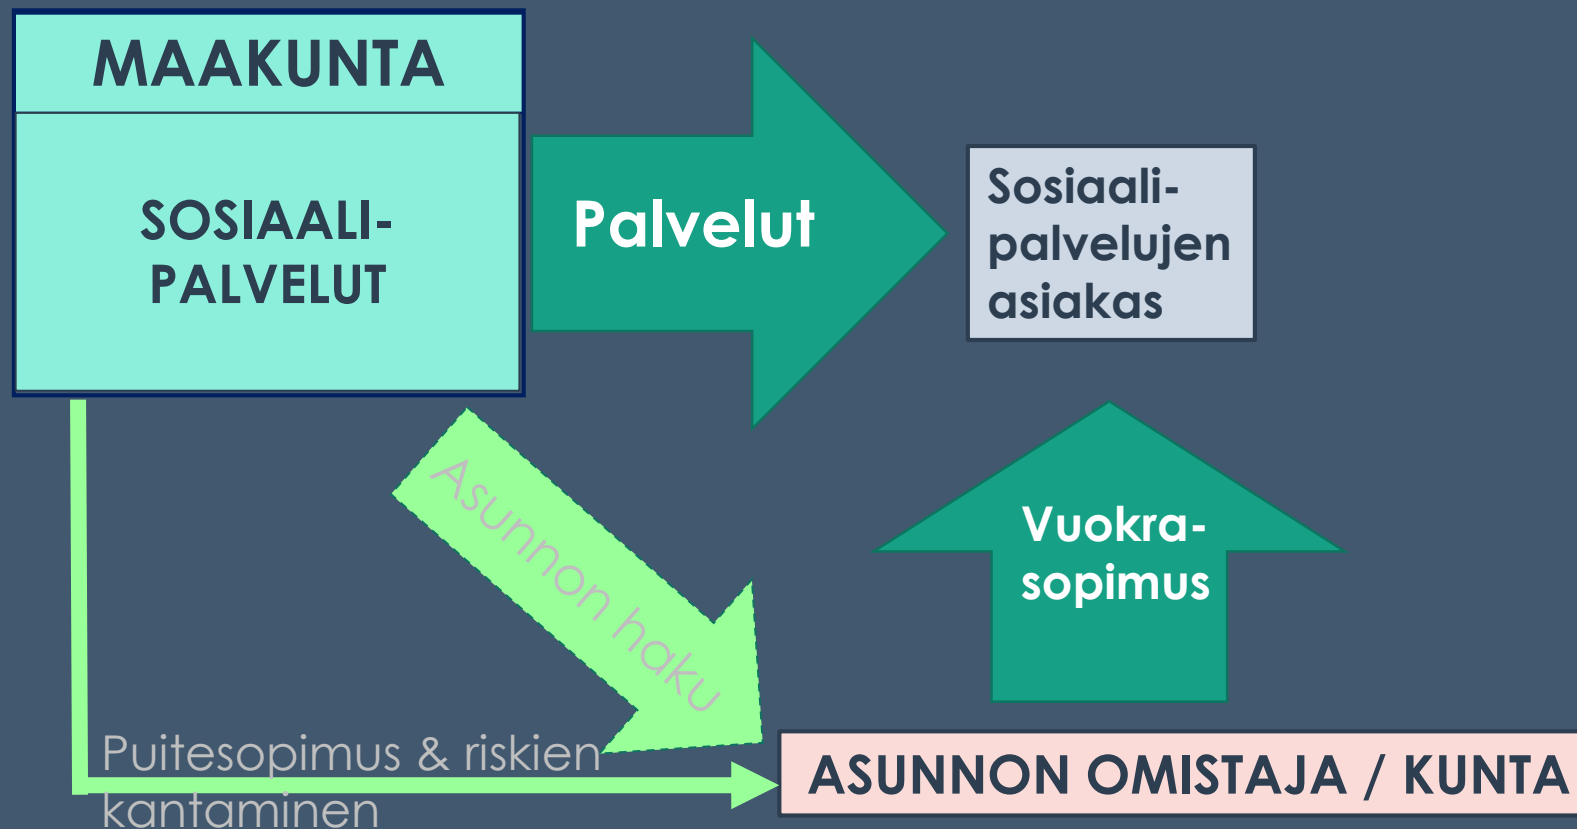 MAAKUNTA
SOSIAALI-
PALVELUT
Palvelut
Sosiaali-
palvelujen
asiakas
Asunnon haku
Vuokra-
sopimus
Puitesopimus & riskien
kantaminen
ASUNNON OMISTAJA / KUNTA